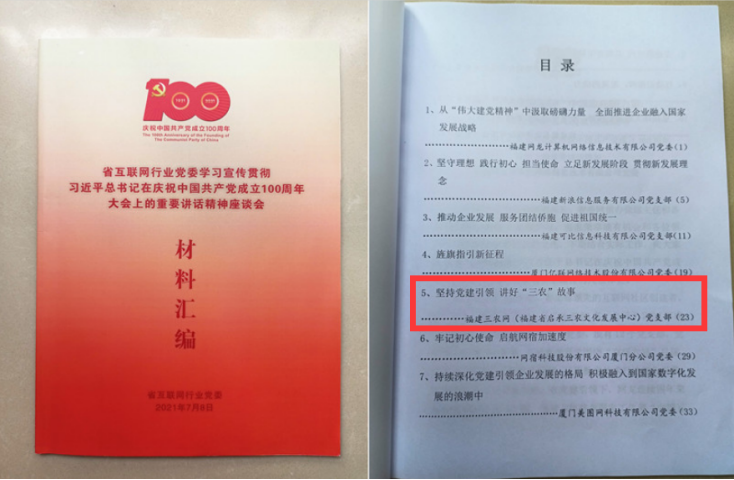 100
1921
2021
庆祝中国共产党成立100周年
The 100th Anniversary of the Founding of
The Communist Party of China
省互联网行业党委学习宣传贯彻
习近平总书记在庆祝中国共产党成立100周年
大会上的重要讲话精神座谈会
材
料
汇
编
省互联网行业党委
2021年7月8日
目 录
1、从“伟大建党精神”中汲取磅礴力量 全面推进企业融入国家
发展战略
福建网龙计算机网络信息技术有限公司党委(1)
2、坚守理想 践行初心 担当使命 立足新发展阶段 贯彻新发展理
念
福建新浪信息服务有限公司党支部(5)
3、推动企业发展 服务团结侨胞 促进祖国统一
福建可比信息科技有限公司党支部(11)
4、旌旗指引新征程
厦门亿联网络技术股份有限公司党委(19)
5、坚持党建引领 讲好“三农”故事
福建三农网(福建省启承三农文化发展中心)党支部(23)
6、牢记初心使命 启航网宿加速度
网宿科技股份有限公司厦门分公司党委(29)
7、持续深化党建引领企业发展的格局 积极融入到国家数字化发
展的浪潮中
厦门美图网科技有限公司党委(33)